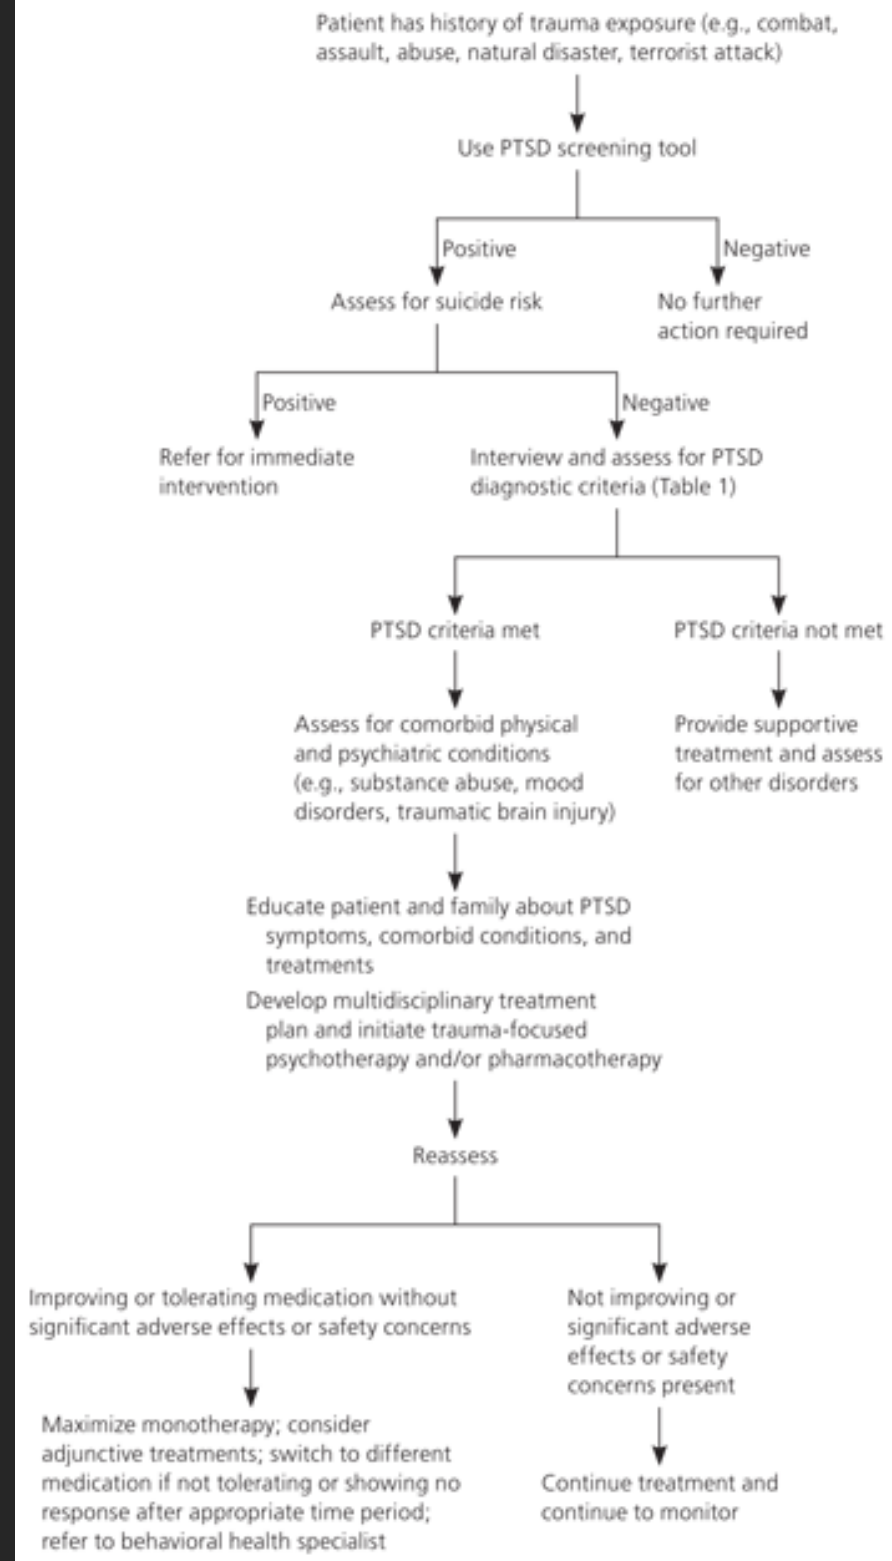 Patient has history of trauma exposure (e.g., combat,
assault, abuse, natural disaster, terrorist attack)
Use PTSD screening tool
Positive
Negative
Assess for suicide risk
No further
action required
Positive
Negative
Refer for immediate
intervention
Interview and assess for PTSD
diagnostic criteria (Table 1)
PTSD criteria met
PTSD criteria not met
Assess for comorbid physical
and psychiatric conditions
(e.g., substance abuse, mood
disorders, traumatic brain injury)
Provide supportive
treatment and assess
for other disorders
Educate patient and family about PTSD
symptoms, comorbid conditions, and
treatments
Develop multidisciplinary treatment
plan and initiate trauma-focused
psychotherapy and/or pharmacotherapy
Reassess
Improving or tolerating medication without
significant adverse effects or safety concerns
Not improving or
significant adverse
effects or safety
concerns present
Maximize monotherapy; consider
adjunctive treatments; switch to different
medication if not tolerating or showing no
response after appropriate time period;
refer to behavioral health specialist
Continue treatment and
continue to monitor